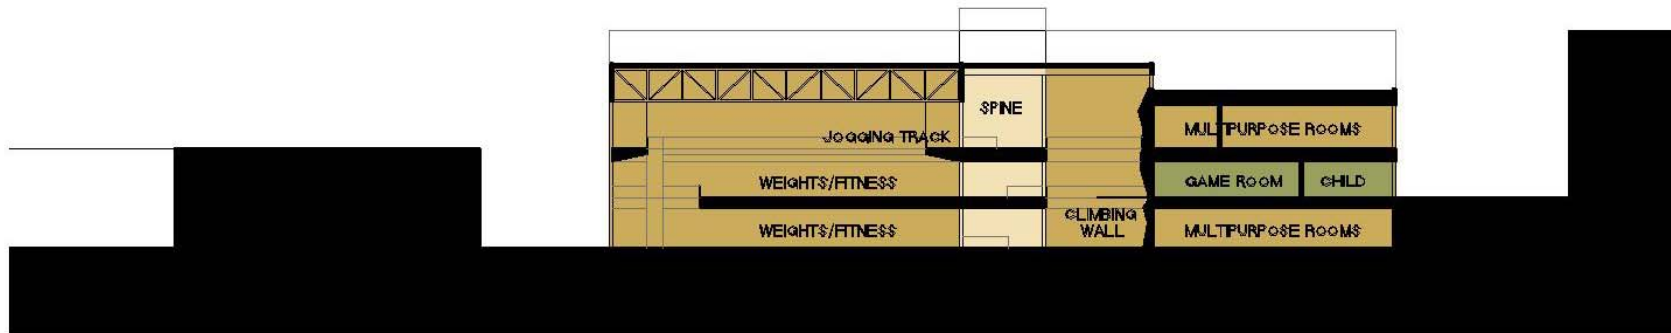 SPINE
JOGGING TRACK
MULTIPURPOSE ROOMS
WEIGHTS/FITNESS
GAME ROOM
CHILD
CLIMBING
WALL
WEIGHTS/FITNESS
MULTIPURPOSE ROOMS